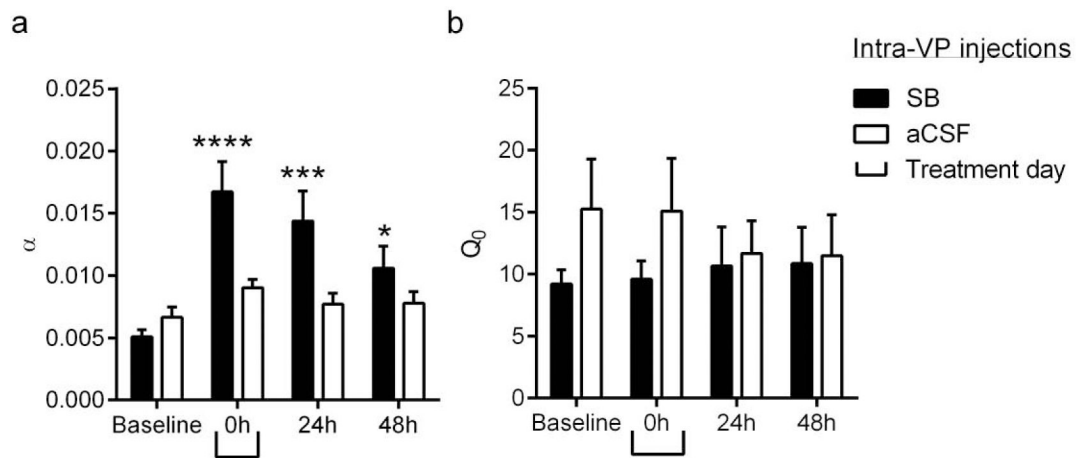 a
0.025
0.020
0.015
0.010
0.005
0.000
α
**** *** *
Baseline 0h 24h 48h
b
25
20
15
10
5
0
Q0
Baseline 0h 24h 48h
Intra-VP injections
SB
aCSF
Treatment day